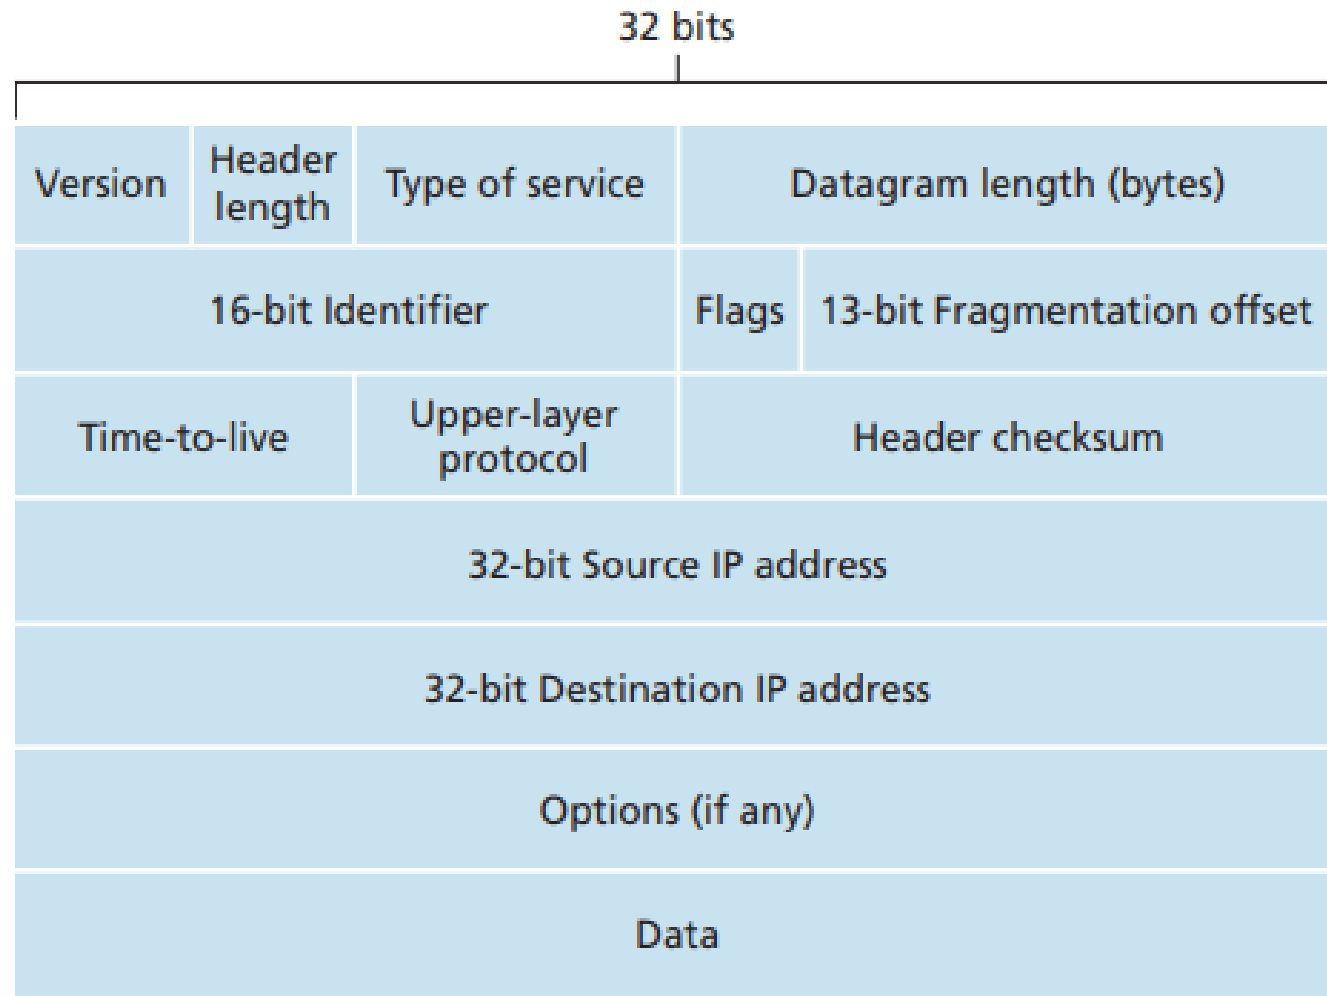 32 bits
Version
Header
length
Type of service
Datagram length (bytes)
16-bit Identifier
Flags
13-bit Fragmentation offset
Time-to-live
Upper-layer
protocol
Header checksum
32-bit Source IP address
32-bit Destination IP address
Options (if any)
Data